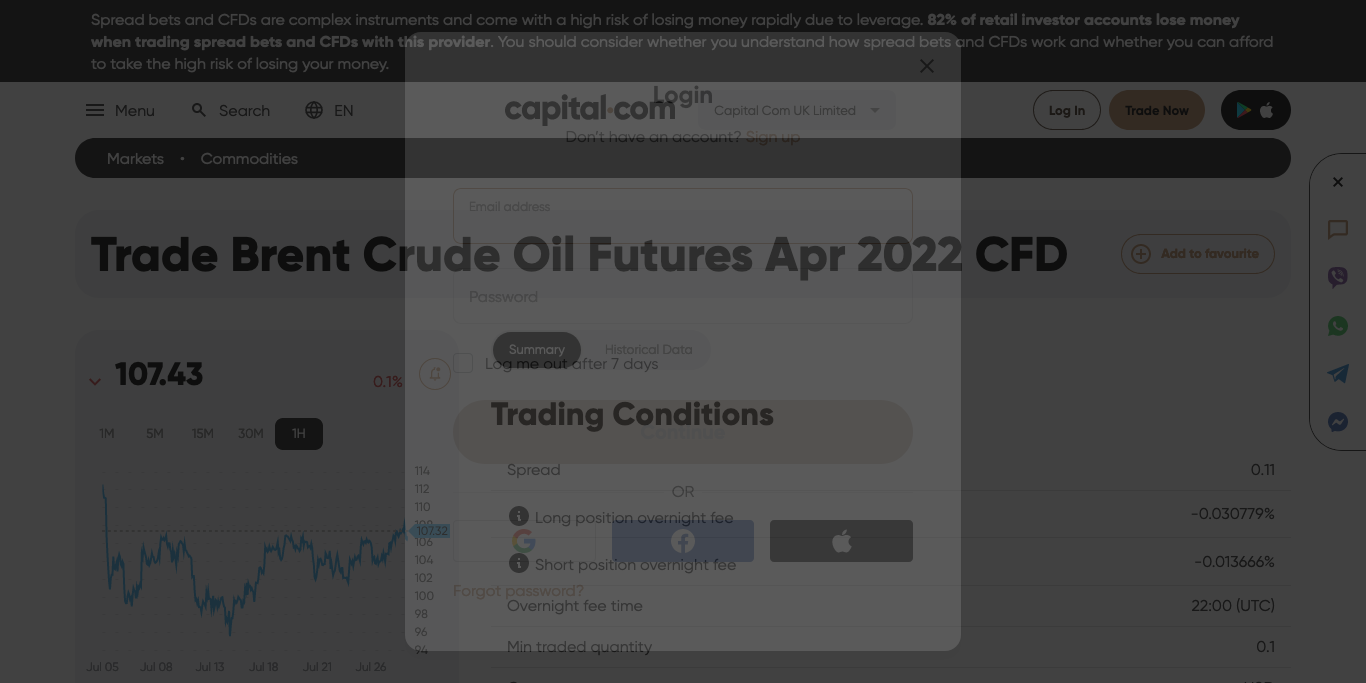 Spread bets and CFDs are complex instruments and come with a high risk of losing money rapidly due to leverage. 82% of retail investor accounts lose money
when trading spread bets and CFDs with this provider. You should consider whether you understand how spread bets and CFDs work and whether you can afford
to take the high risk of losing your money.
Menu
Search
EN
capital.com
Login
Capital Com UK Limited
Log In
Trade Now
Don't have an account? Sign up
Markets • Commodities
Email address
Trade Brent Crude Oil Futures Apr 2022 CFD
Add to favourite
Password
Summary
Historical Data
Log me out after 7 days
107.43
0.1%
Trading Conditions
Continue
1M 5M 15M 30M 1H
Spread 0.11
OR
Long position overnight fee -0.030779%
Short position overnight fee -0.013666%
Forgot password?
Overnight fee time 22:00 (UTC)
Min traded quantity 0.1
114
112
110
107.32
106
104
102
100
98
96
94
Jul 05 Jul 08 Jul 13 Jul 18 Jul 21 Jul 26